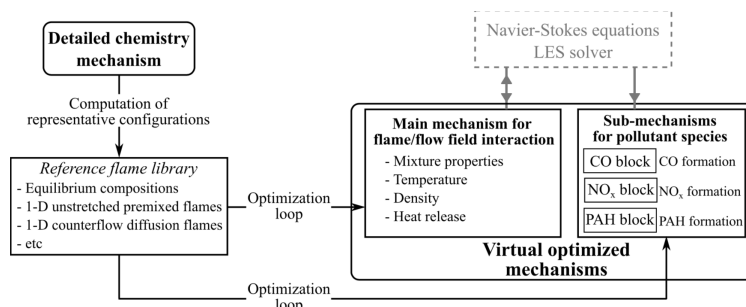 Detailed chemistry
mechanism
Computation of
representative configurations
Reference flame library
- Equilibrium compositions
- 1-D unstretched premixed flames
- 1-D counterflow diffusion flames
- etc
Optimization
loop
Optimization
loop
Navier-Stokes equations
LES solver
Main mechanism for
flame/flow field interaction
- Mixture properties
- Temperature
- Density
- Heat release
Sub-mechanisms
for pollutant species
CO block CO formation
NOx block NOx formation
PAH block PAH formation
Virtual optimized
mechanisms